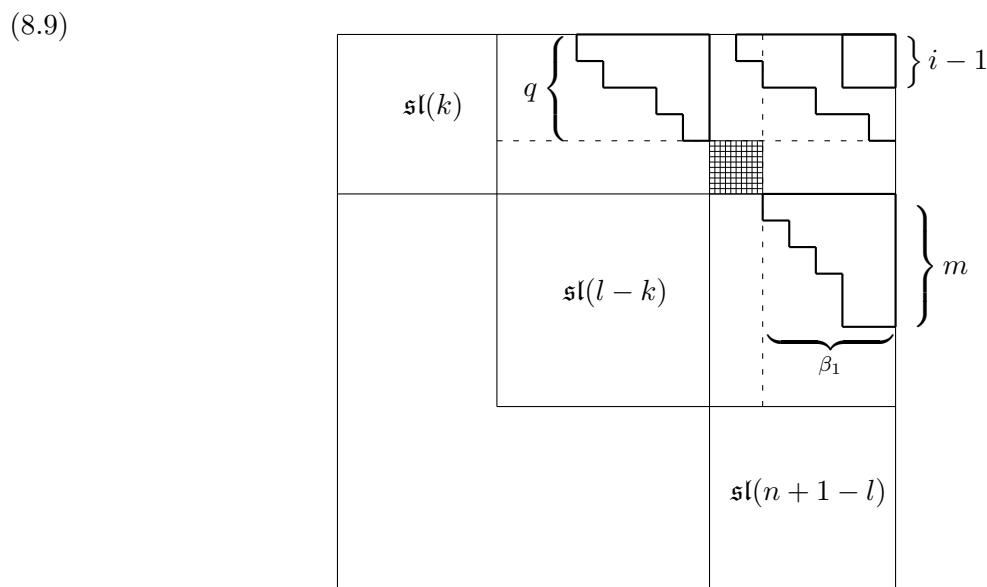 (8.9)
i − 1
q
𝔰𝔩(k)
𝔰𝔩(l − k)
m
β₁
𝔰𝔩(n + 1 − l)